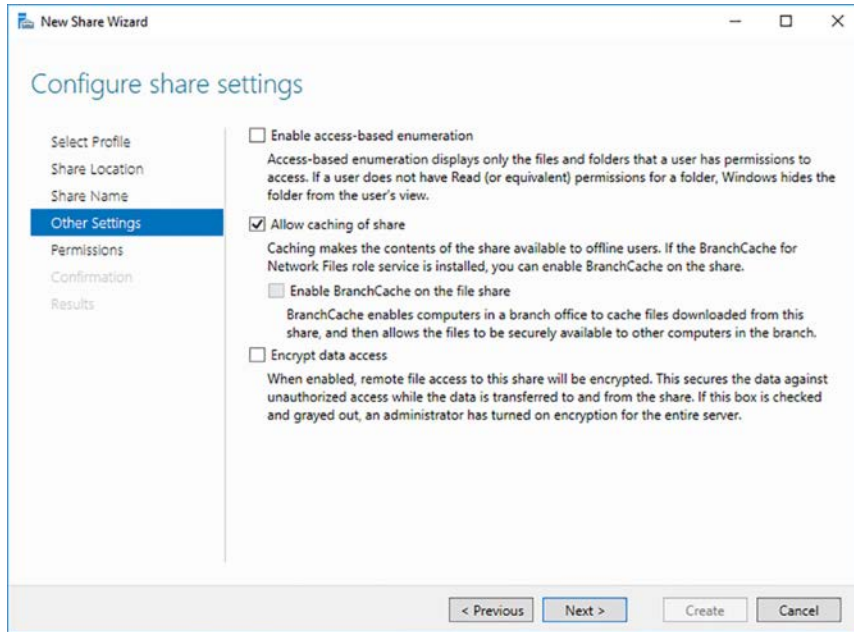 New Share Wizard
Configure share settings
Select Profile
Share Location
Share Name
Other Settings
Permissions
Confirmation
Results
Enable access-based enumeration
Access-based enumeration displays only the files and folders that a user has permissions to
access. If a user does not have Read (or equivalent) permissions for a folder, Windows hides the
folder from the user's view.
Allow caching of share
Caching makes the contents of the share available to offline users. If the BranchCache for
Network Files role service is installed, you can enable BranchCache on the share.
Enable BranchCache on the file share
BranchCache enables computers in a branch office to cache files downloaded from this
share, and then allows the files to be securely available to other computers in the branch.
Encrypt data access
When enabled, remote file access to this share will be encrypted. This secures the data against
unauthorized access while the data is transferred to and from the share. If this box is checked
and grayed out, an administrator has turned on encryption for the entire server.
< Previous Next > Create Cancel